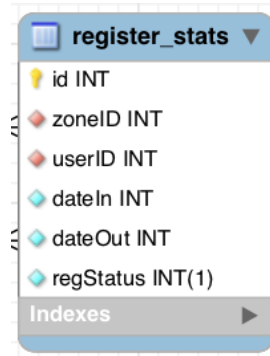 register_stats
id INT
zoneID INT
userID INT
dateIn INT
dateOut INT
regStatus INT(1)
Indexes